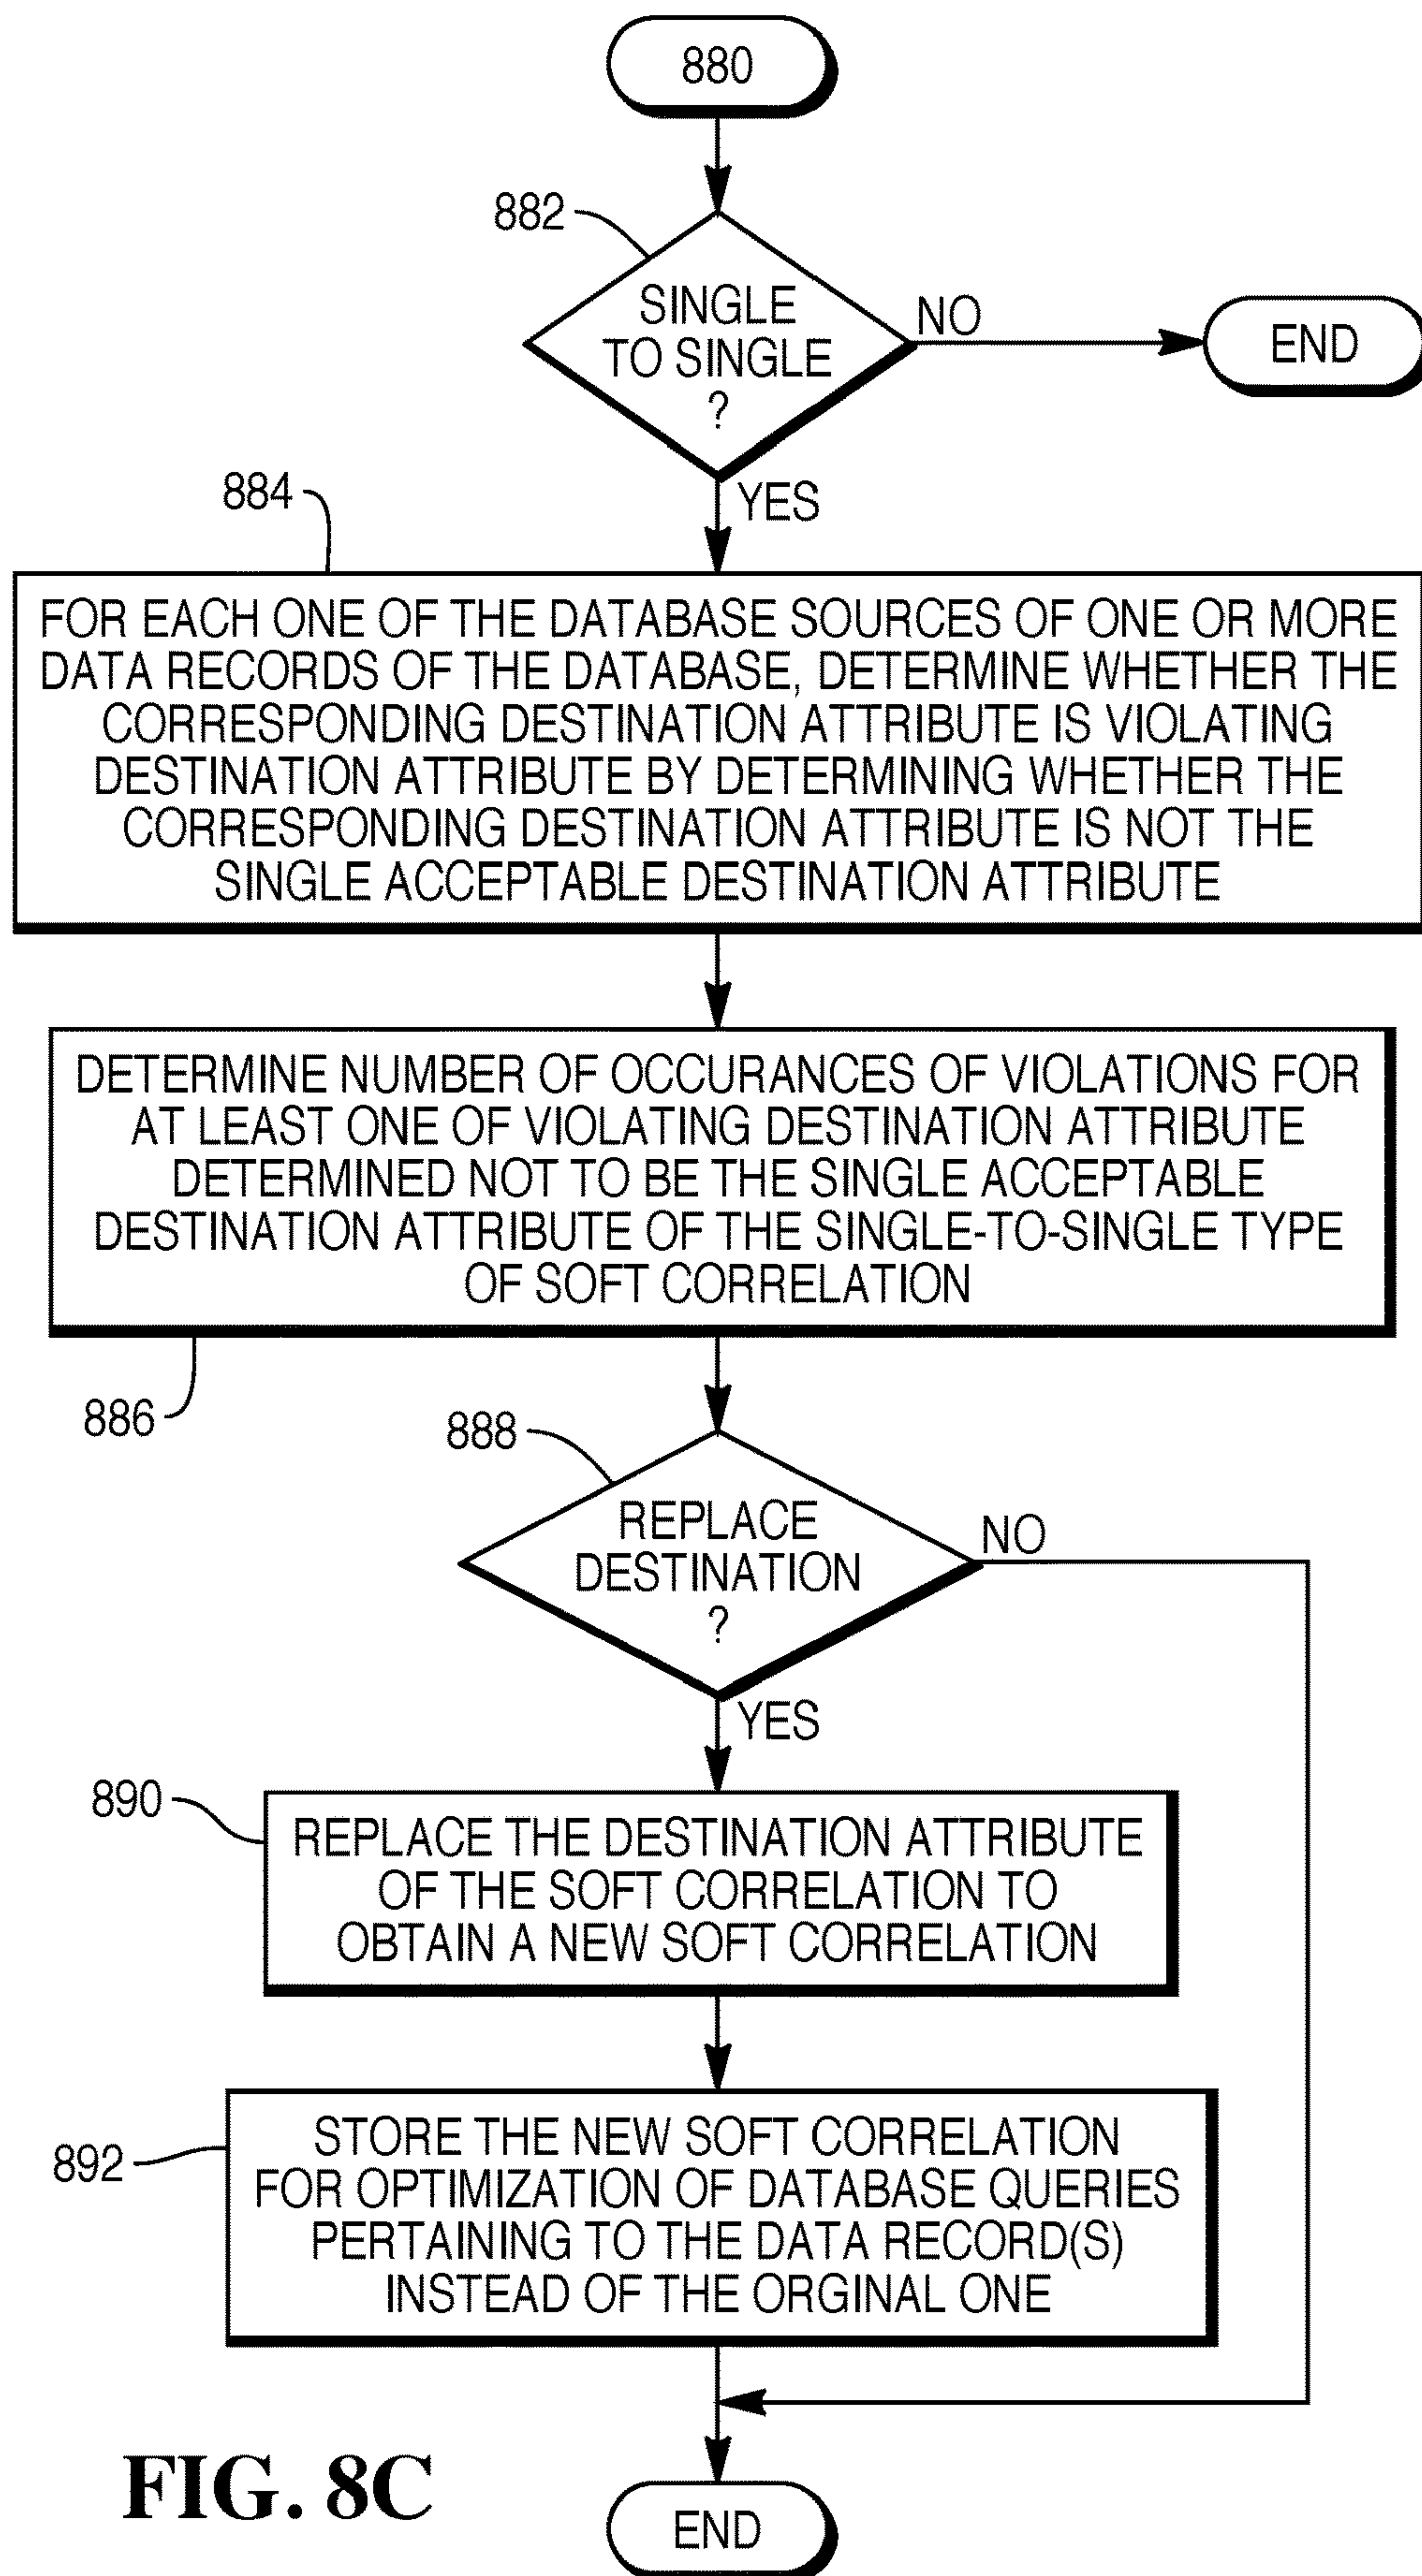 880
882
SINGLE
TO SINGLE
?
NO
END
YES
884
FOR EACH ONE OF THE DATABASE SOURCES OF ONE OR MORE
DATA RECORDS OF THE DATABASE, DETERMINE WHETHER THE
CORRESPONDING DESTINATION ATTRIBUTE IS VIOLATING
DESTINATION ATTRIBUTE BY DETERMINING WHETHER THE
CORRESPONDING DESTINATION ATTRIBUTE IS NOT THE
SINGLE ACCEPTABLE DESTINATION ATTRIBUTE
DETERMINE NUMBER OF OCCURANCES OF VIOLATIONS FOR
AT LEAST ONE OF VIOLATING DESTINATION ATTRIBUTE
DETERMINED NOT TO BE THE SINGLE ACCEPTABLE
DESTINATION ATTRIBUTE OF THE SINGLE-TO-SINGLE TYPE
OF SOFT CORRELATION
886
888
REPLACE
DESTINATION
?
NO
YES
890
REPLACE THE DESTINATION ATTRIBUTE
OF THE SOFT CORRELATION TO
OBTAIN A NEW SOFT CORRELATION
892
STORE THE NEW SOFT CORRELATION
FOR OPTIMIZATION OF DATABASE QUERIES
PERTAINING TO THE DATA RECORD(S)
INSTEAD OF THE ORGINAL ONE
FIG. 8C
END